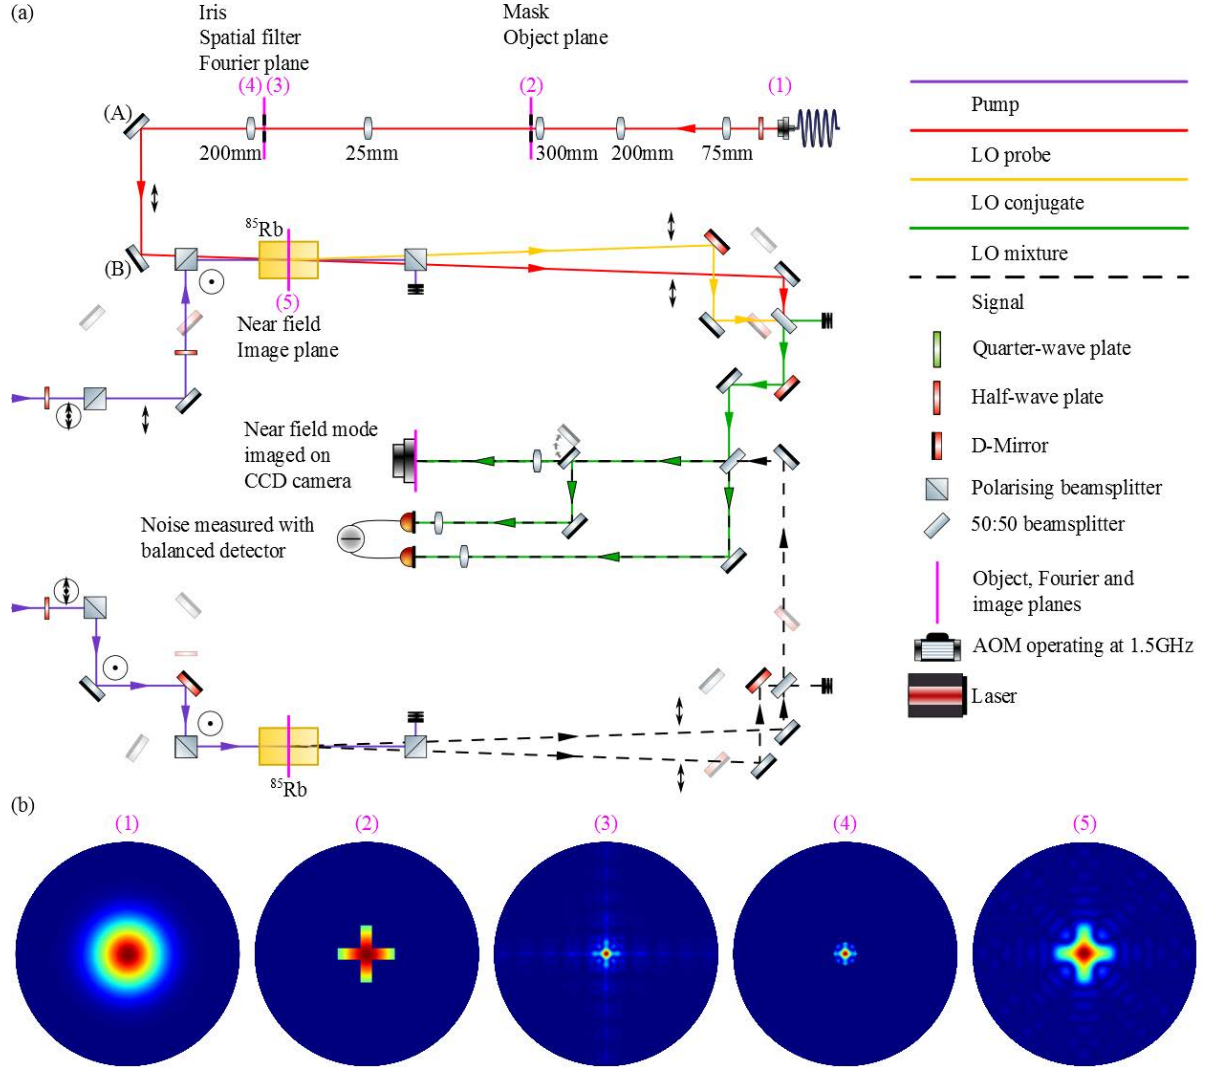 (a)
Iris
Spatial filter
Fourier plane
Mask
Object plane
(4) (3)
(2)
(1)
(A)
200mm
25mm
300mm
200mm
75mm
(B)
85Rb
(5)
Near field
Image plane
Near field mode
imaged on
CCD camera
Noise measured with
balanced detector
85Rb
Pump
LO probe
LO conjugate
LO mixture
Signal
Quarter-wave plate
Half-wave plate
D-Mirror
Polarising beamsplitter
50:50 beamsplitter
Object, Fourier and
image planes
AOM operating at 1.5GHz
Laser
(b)
(1)
(2)
(3)
(4)
(5)